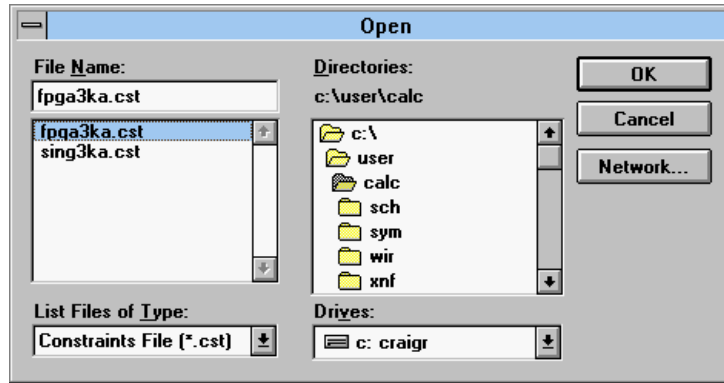 Open
File Name:
fpga3ka.cst
fpga3ka.cst
sing3ka.cst
List Files of Type:
Constraints File (*.cst)
Directories:
c:\user\calc
c:\
user
calc
sch
sym
wir
xnf
Drives:
c: craigr
OK
Cancel
Network...